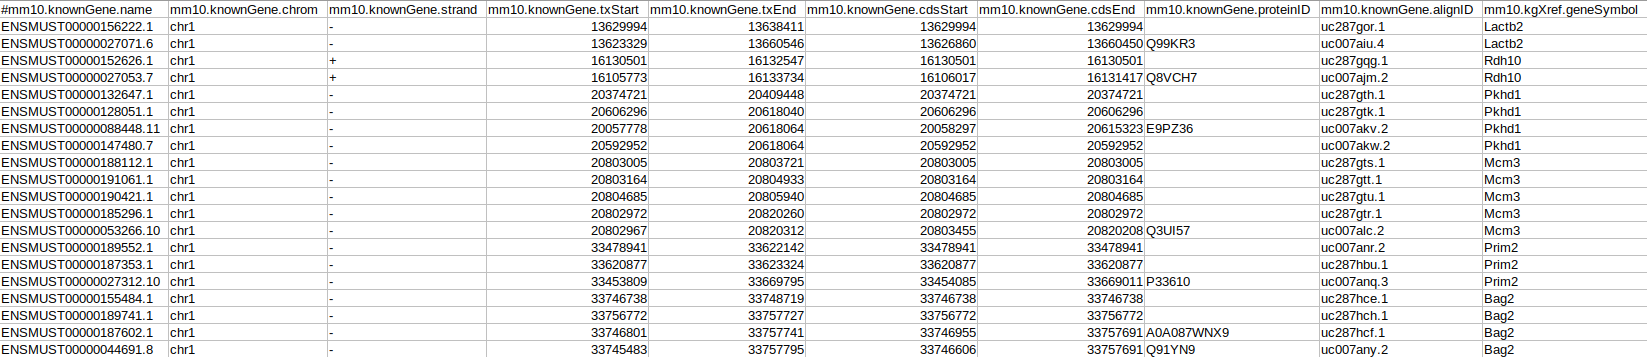 #mm10.knownGene.name mm10.knownGene.chrom mm10.knownGene.strand mm10.knownGene.txStart mm10.knownGene.txEnd mm10.knownGene.cdsStart mm10.knownGene.cdsEnd mm10.knownGene.proteinID mm10.knownGene.alignID mm10.kgXref.geneSymbol
ENSMUST00000156222.1 chr1 - 13629994 13638411 13629994 13629994 uc287gor.1 Lactb2
ENSMUST00000027071.6 chr1 - 13623329 13660546 13626860 13660450 Q99KR3 uc007aiu.4 Lactb2
ENSMUST00000152626.1 chr1 + 16130501 16132547 16130501 16130501 uc287gqg.1 Rdh10
ENSMUST00000027053.7 chr1 + 16105773 16133734 16106017 16131417 Q8VCH7 uc007ajm.2 Rdh10
ENSMUST00000132647.1 chr1 - 20374721 20409448 20374721 20374721 uc287gth.1 Pkhd1
ENSMUST00000128051.1 chr1 - 20606296 20618040 20606296 20606296 uc287gtk.1 Pkhd1
ENSMUST00000088448.11 chr1 - 20057778 20618064 20058297 20615323 E9PZ36 uc007akv.2 Pkhd1
ENSMUST00000147480.7 chr1 - 20592952 20618064 20592952 20592952 uc007akw.2 Pkhd1
ENSMUST00000188112.1 chr1 - 20803005 20803721 20803005 20803005 uc287gts.1 Mcm3
ENSMUST00000191061.1 chr1 - 20803164 20804933 20803164 20803164 uc287gtt.1 Mcm3
ENSMUST00000190421.1 chr1 - 20804685 20805940 20804685 20804685 uc287gtu.1 Mcm3
ENSMUST00000185296.1 chr1 - 20802972 20820260 20802972 20802972 uc287gtr.1 Mcm3
ENSMUST00000053266.10 chr1 - 20802967 20820312 20803455 20820208 Q3UI57 uc007alc.2 Mcm3
ENSMUST00000189552.1 chr1 - 33478941 33622142 33478941 33478941 uc007anr.2 Prim2
ENSMUST00000187353.1 chr1 - 33620877 33623324 33620877 33620877 uc287hbu.1 Prim2
ENSMUST00000027312.10 chr1 - 33453809 33669795 33454085 33669011 P33610 uc007anq.3 Prim2
ENSMUST00000155484.1 chr1 - 33746738 33748719 33746738 33746738 uc287hce.1 Bag2
ENSMUST00000189741.1 chr1 - 33756772 33757727 33756772 33756772 uc287hch.1 Bag2
ENSMUST00000187602.1 chr1 - 33746801 33757741 33746955 33757691 A0A087WNX9 uc287hcf.1 Bag2
ENSMUST00000044691.8 chr1 - 33745483 33757795 33746606 33757691 Q91YN9 uc007any.2 Bag2